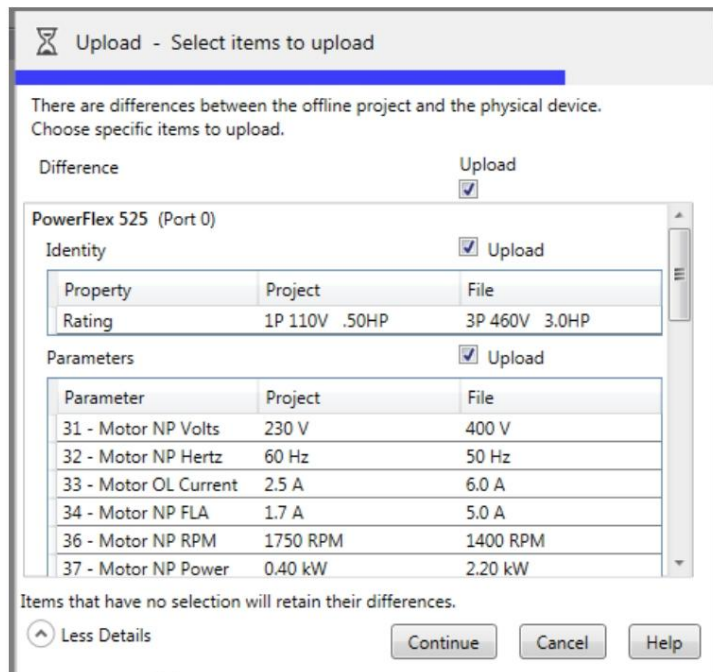 Upload - Select items to upload
There are differences between the offline project and the physical device.
Choose specific items to upload.
Difference Upload
PowerFlex 525 (Port 0)
Identity Upload
Property Project File
Rating 1P 110V .50HP 3P 460V 3.0HP
Parameters Upload
Parameter Project File
31 - Motor NP Volts 230 V 400 V
32 - Motor NP Hertz 60 Hz 50 Hz
33 - Motor OL Current 2.5 A 6.0 A
34 - Motor NP FLA 1.7 A 5.0 A
36 - Motor NP RPM 1750 RPM 1400 RPM
37 - Motor NP Power 0.40 kW 2.20 kW
Items that have no selection will retain their differences.
Less Details Continue Cancel Help